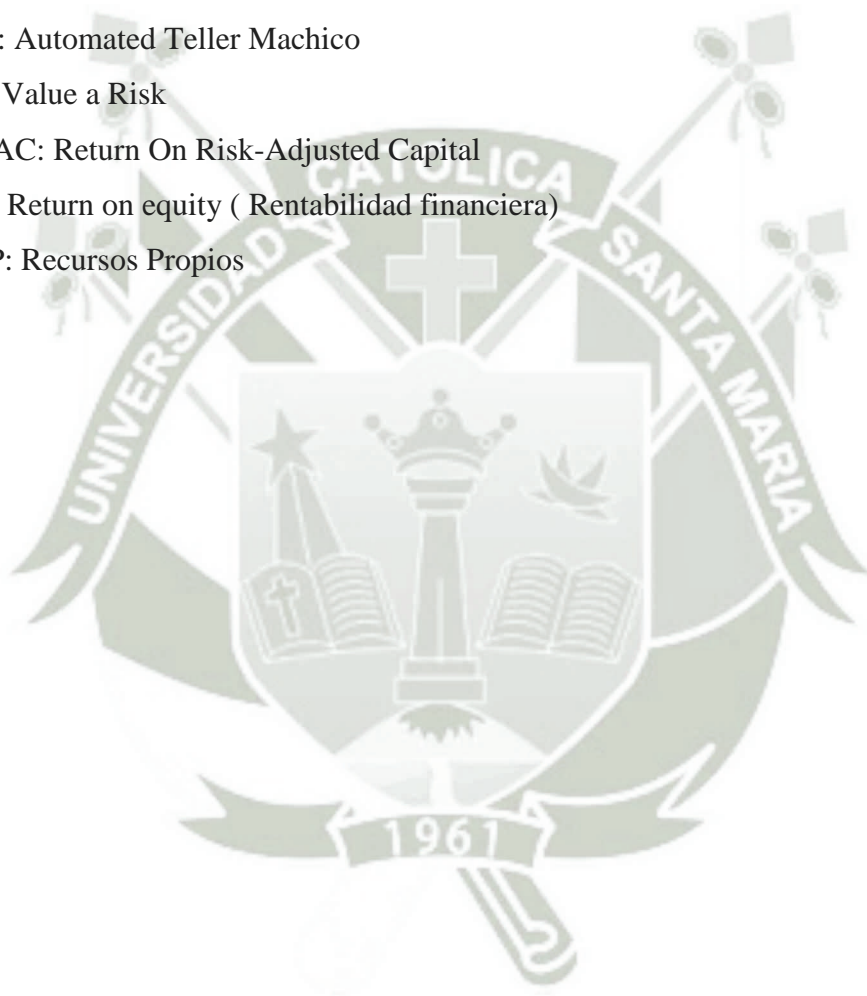 : Automated Teller Machico
Value a Risk
AC: Return On Risk-Adjusted Capital
Return on equity ( Rentabilidad financiera)
P: Recursos Propios
UNIVERSIDAD CATOLICA SANTA MARIA
1961